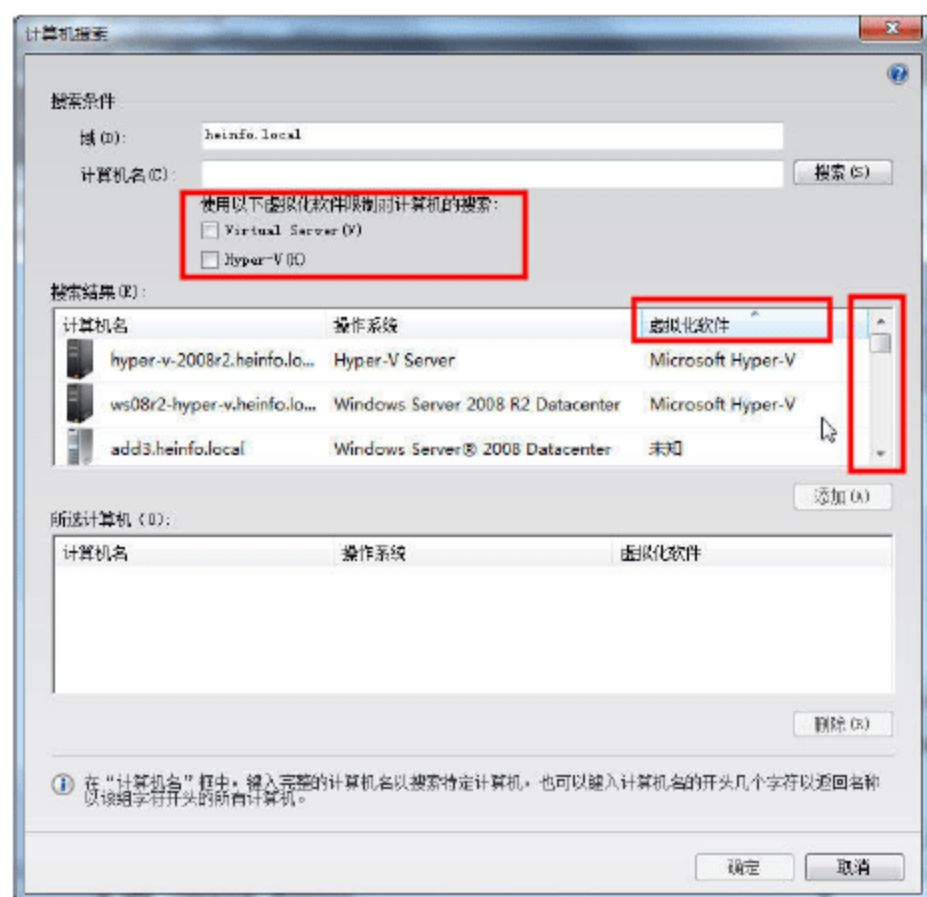 计算机搜索
搜索条件
域(D): heinfo.local
计算机名(C): 搜索(S)
使用以下虚拟化软件限制对计算机的搜索:
Virtual Server(V)
Hyper-V(H)
搜索结果(E):
计算机名 操作系统 虚拟化软件
hyper-v-2008r2.heinfo.lo... Hyper-V Server Microsoft Hyper-V
ws08r2-hyper-v.heinfo.lo... Windows Server 2008 R2 Datacenter Microsoft Hyper-V
add3.heinfo.local Windows Server® 2008 Datacenter 未知
添加(A)
所选计算机(U):
计算机名 操作系统 虚拟化软件
删除(R)
在“计算机名”框中,键入完整的计算机名以搜索特定计算机。也可以键入计算机名的开头几个字符以返回名称
以该组字符开头的所有计算机。
确定 取消